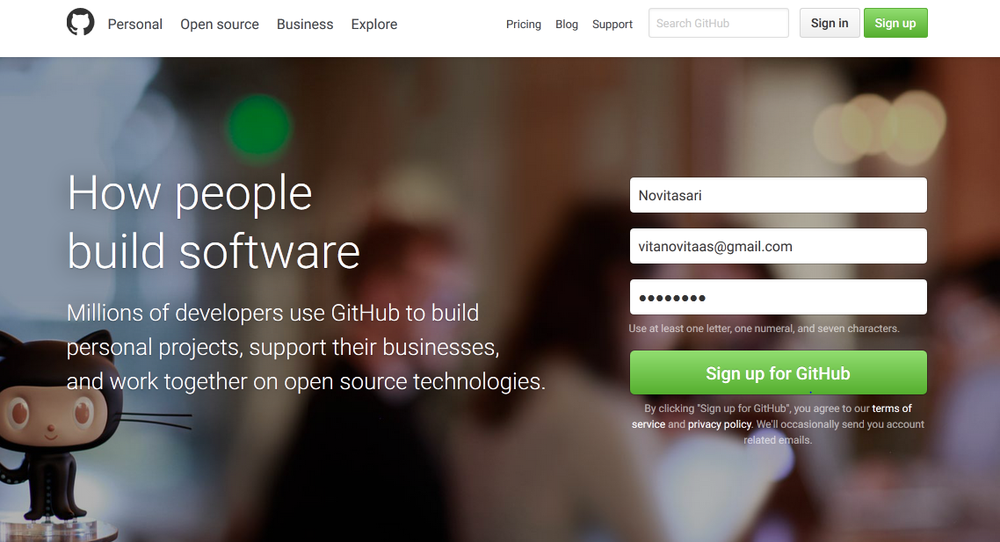 Personal Open source Business Explore Pricing Blog Support Search GitHub Sign in Sign up
How people
build software
Millions of developers use GitHub to build
personal projects, support their businesses,
and work together on open source technologies.
Novitasari
vitanovitaas@gmail.com
●●●●●●●●
Use at least one letter, one numeral, and seven characters.
Sign up for GitHub
By clicking "Sign up for GitHub", you agree to our terms of
service and privacy policy. We'll occasionally send you account
related emails.